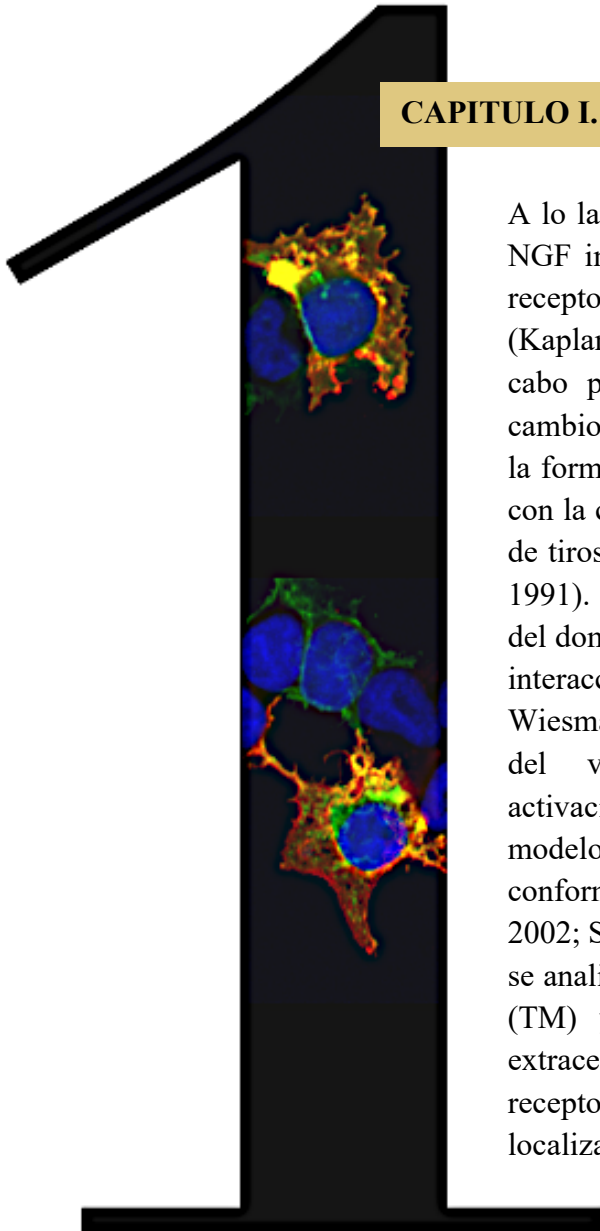 CAPITULO I.
A lo la
NGF in
recepto
(Kaplan
cabo p
cambio
la form
con la c
de tiros
1991).
del don
interacc
Wiesma
del v
activaci
modelo
conforn
2002; S
se anali
(TM)
extrace
recepto
localiza